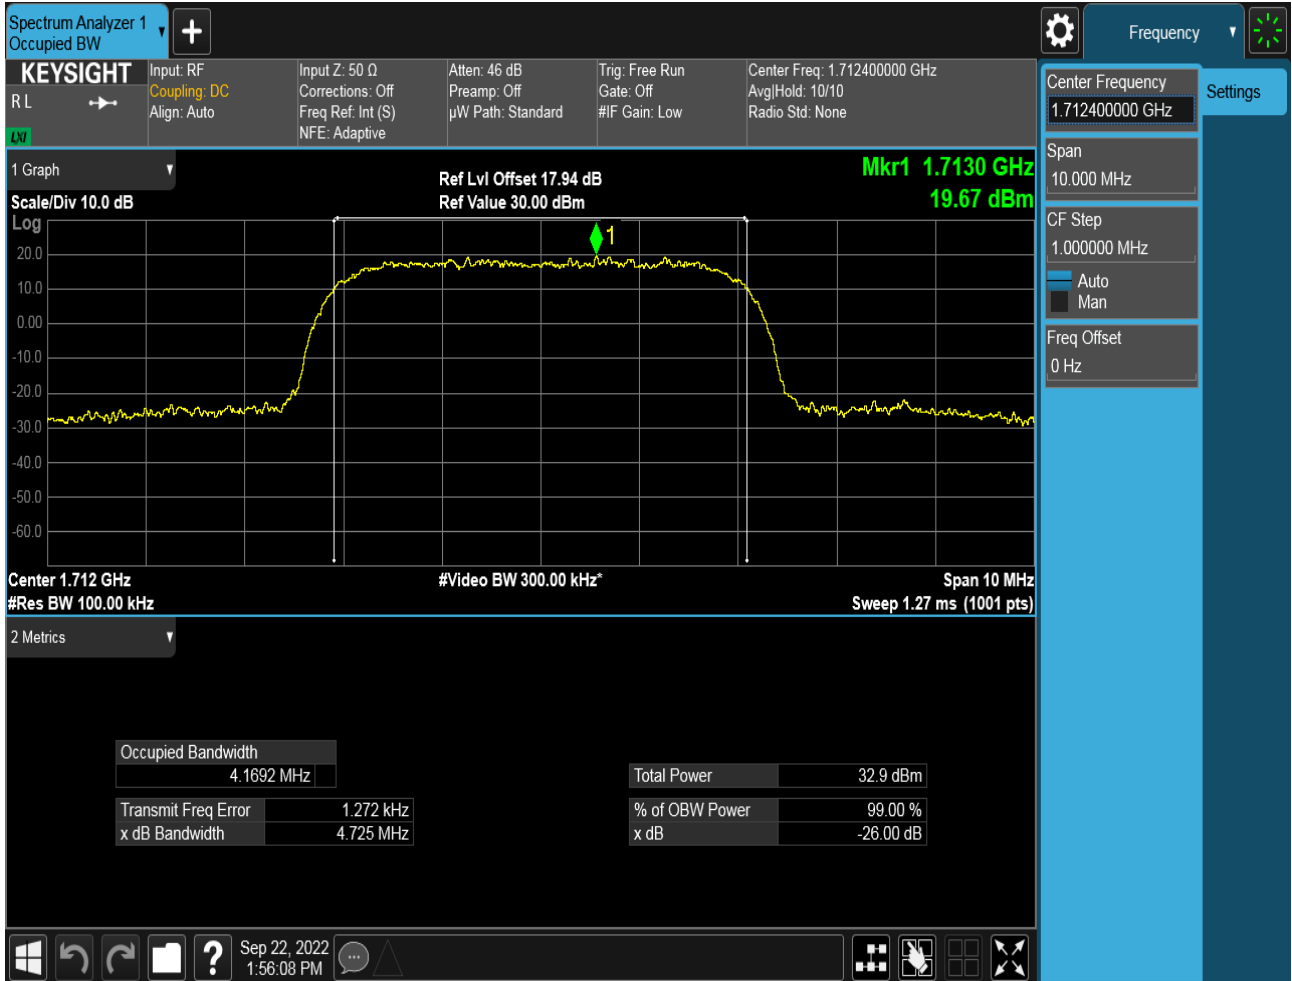 Spectrum Analyzer 1
Occupied BW
Frequency
KEYSIGHT
R L
LXI
Input: RF
Coupling: DC
Align: Auto
Input Z: 50 Ω
Corrections: Off
Freq Ref: Int (S)
NFE: Adaptive
Atten: 46 dB
Preamp: Off
µW Path: Standard
Trig: Free Run
Gate: Off
#IF Gain: Low
Center Freq: 1.712400000 GHz
Avg|Hold: 10/10
Radio Std: None
Center Frequency
1.712400000 GHz
Settings
Span
10.000 MHz
CF Step
1.000000 MHz
Auto
Man
Freq Offset
0 Hz
1 Graph
Ref Lvl Offset 17.94 dB
Mkr1 1.7130 GHz
Scale/Div 10.0 dB
Ref Value 30.00 dBm
19.67 dBm
Log
1
20.0
10.0
0.00
-10.0
-20.0
-30.0
-40.0
-50.0
-60.0
Center 1.712 GHz
#Video BW 300.00 kHz*
Span 10 MHz
#Res BW 100.00 kHz
Sweep 1.27 ms (1001 pts)
2 Metrics
Occupied Bandwidth
4.1692 MHz
Total Power 32.9 dBm
Transmit Freq Error 1.272 kHz
% of OBW Power 99.00 %
x dB Bandwidth 4.725 MHz
x dB -26.00 dB
?
Sep 22, 2022
1:56:08 PM